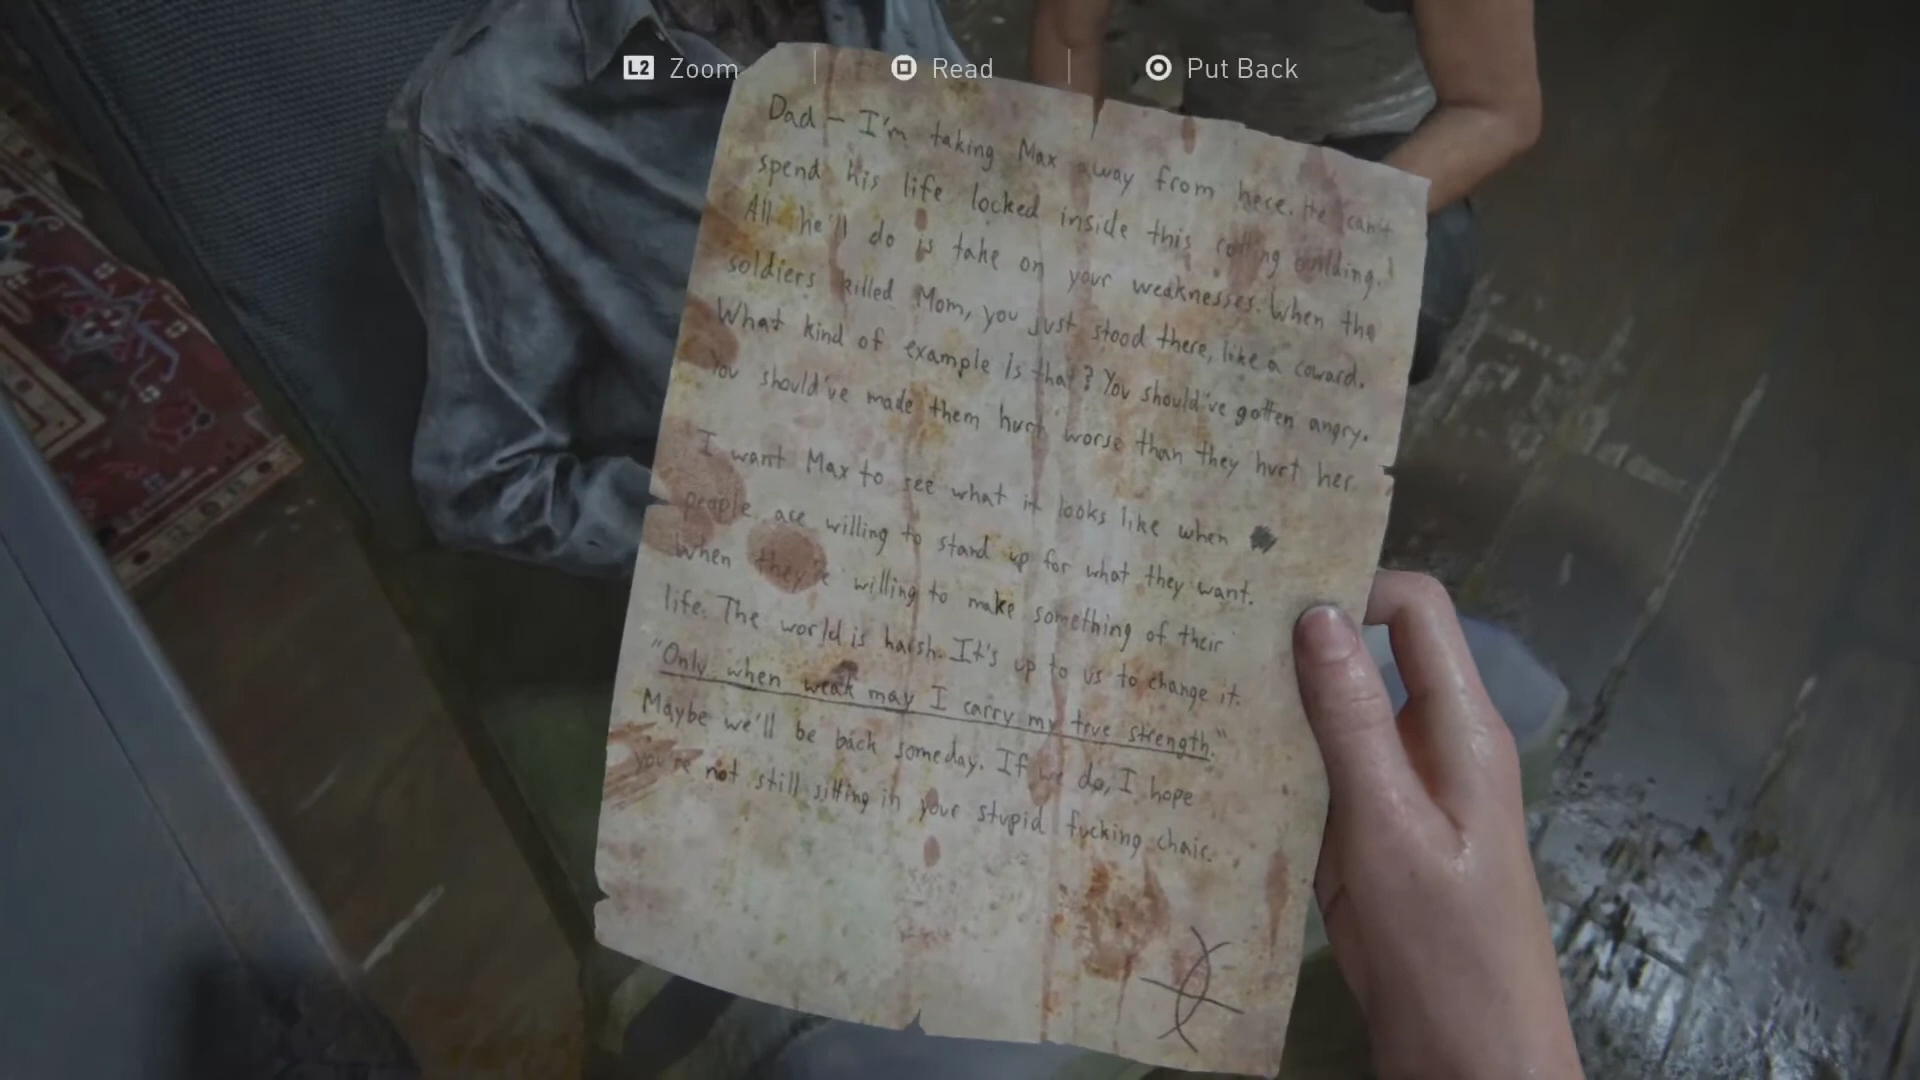 L2 Zoom
Read
Put Back
Dad – I'm taking Max away from here. He can't
spend his life locked inside this rotting building.
All he'll do is take on your weaknesses. When the
soldiers killed Mom, you just stood there, like a coward.
What kind of example is that? You should've gotten angry.
You should've made them hurt worse than they hurt her.
I want Max to see what it looks like when
people are willing to stand up for what they want.
When they're willing to make something of their
life. The world is harsh. It's up to us to change it.
"Only when weak may I carry my true strength."
Maybe we'll be back someday. If we do, I hope
you're not still sitting in your stupid fucking chair.